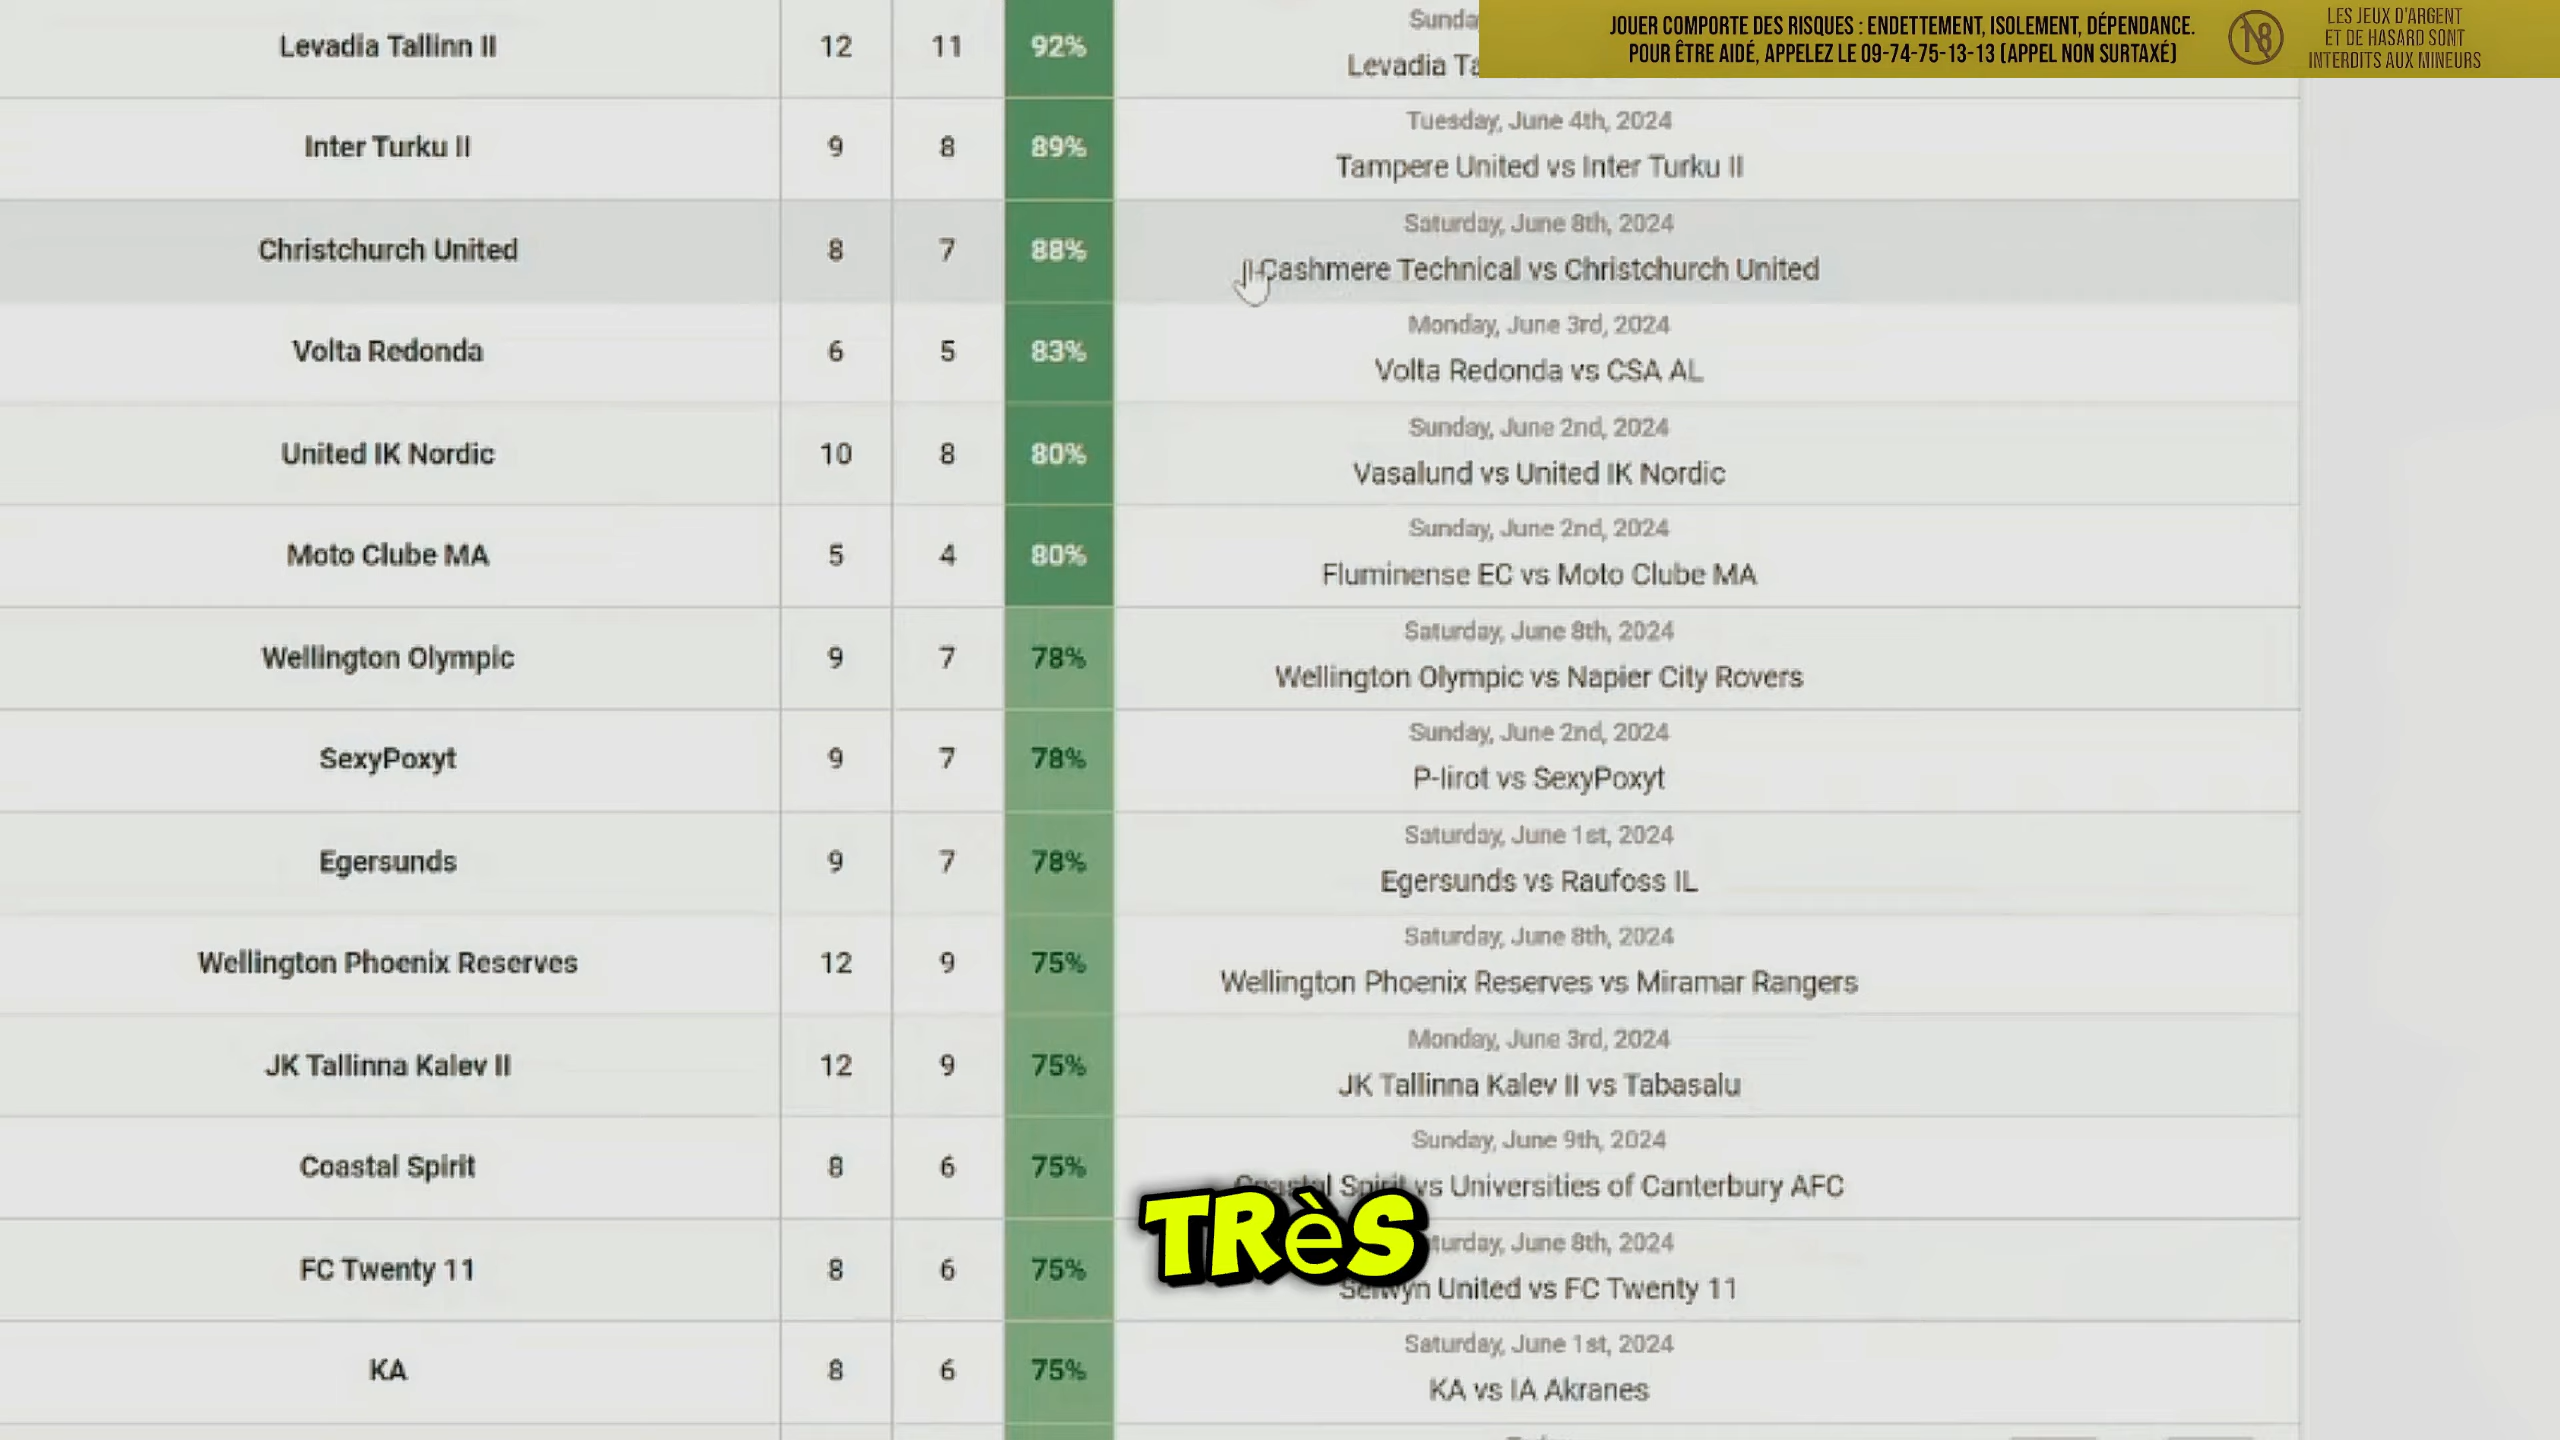 JOUER COMPORTE DES RISQUES : ENDETTEMENT, ISOLEMENT, DÉPENDANCE.
POUR ÊTRE AIDÉ, APPELEZ LE 09-74-75-13-13 (APPEL NON SURTAXÉ)
18
LES JEUX D'ARGENT
ET DE HASARD SONT
INTERDITS AUX MINEURS
Levadia Tallinn II 12 11 92%
Levadia
Tuesday, June 4th, 2024
Inter Turku II 9 8 89%
Tampere United vs Inter Turku II
Saturday, June 8th, 2024
Christchurch United 8 7 88%
Cashmere Technical vs Christchurch United
Monday, June 3rd, 2024
Volta Redonda 6 5 83%
Volta Redonda vs CSA AL
Sunday, June 2nd, 2024
United IK Nordic 10 8 80%
Vasalund vs United IK Nordic
Sunday, June 2nd, 2024
Moto Clube MA 5 4 80%
Fluminense EC vs Moto Clube MA
Saturday, June 8th, 2024
Wellington Olympic 9 7 78%
Wellington Olympic vs Napier City Rovers
Sunday, June 2nd, 2024
SexyPoxyt 9 7 78%
P-Iirot vs SexyPoxyt
Saturday, June 1st, 2024
Egersunds 9 7 78%
Egersunds vs Raufoss IL
Saturday, June 8th, 2024
Wellington Phoenix Reserves 12 9 75%
Wellington Phoenix Reserves vs Miramar Rangers
Monday, June 3rd, 2024
JK Tallinna Kalev II 12 9 75%
JK Tallinna Kalev II vs Tabasalu
Sunday, June 9th, 2024
Coastal Spirit 8 6 75%
Coastal Spirit vs Universities of Canterbury AFC
TRèS
June 8th, 2024
FC Twenty 11 8 6 75%
Selwyn United vs FC Twenty 11
Saturday, June 1st, 2024
KA 8 6 75%
KA vs IA Akranes